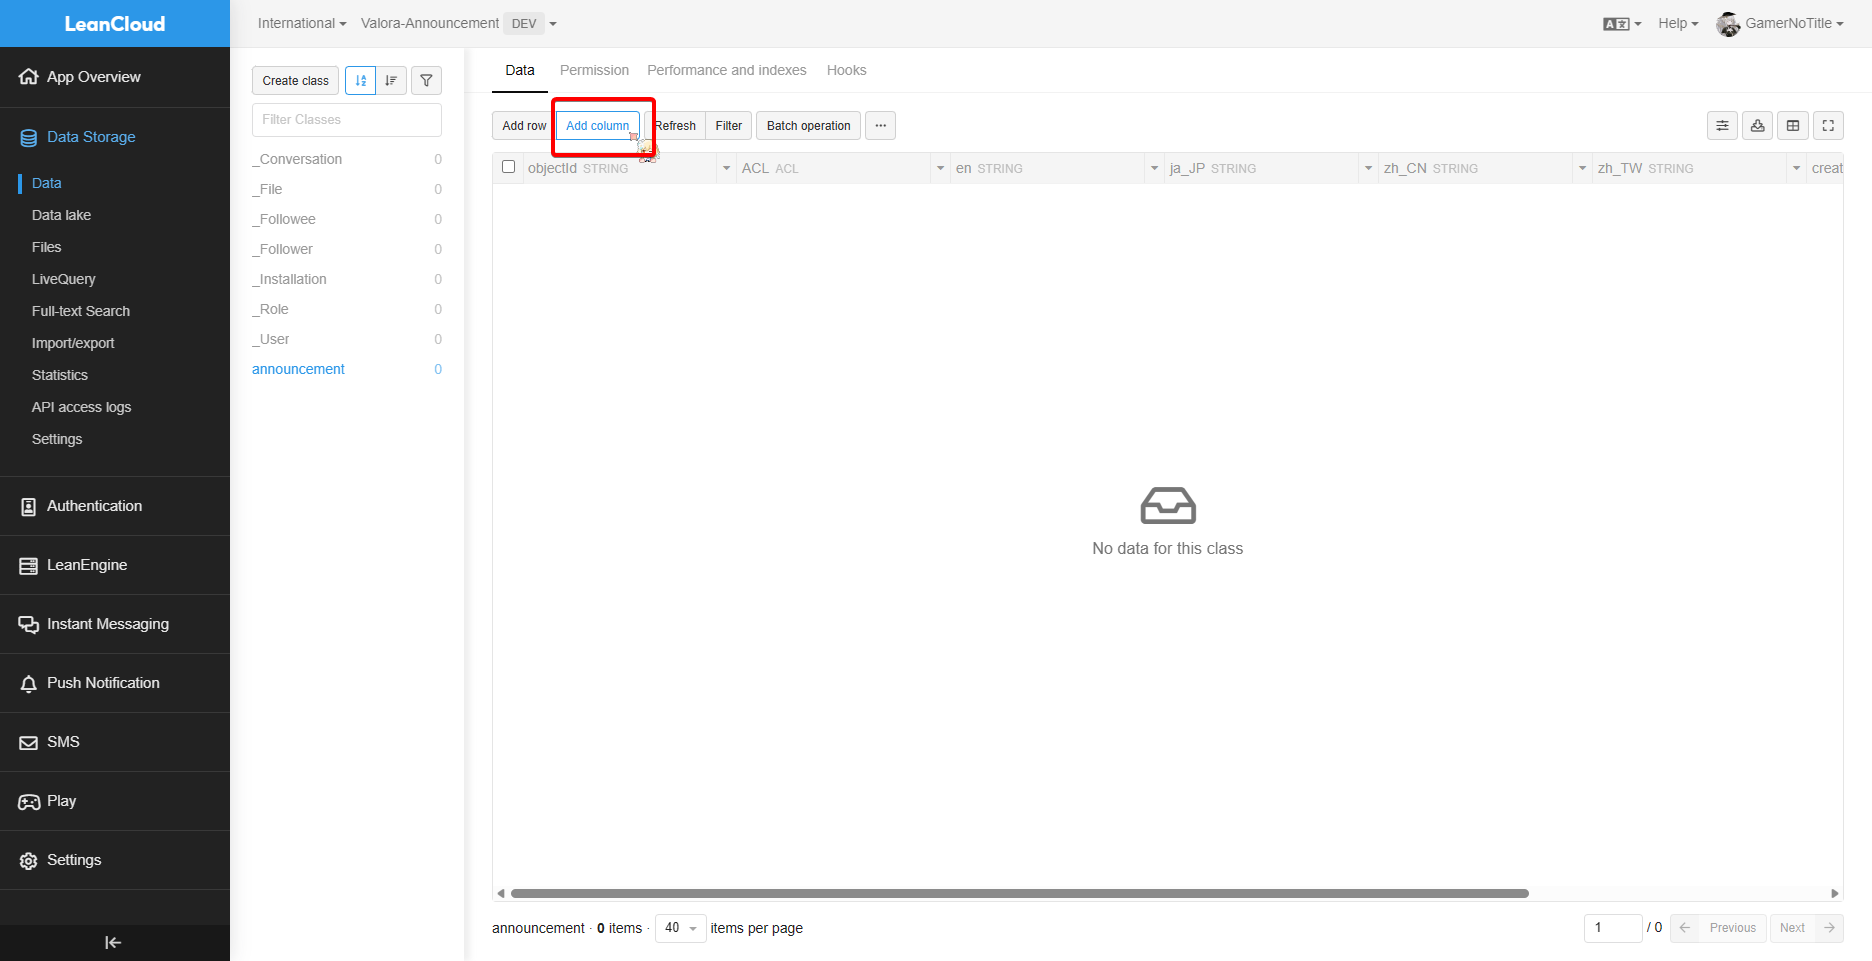 LeanCloud
International
Valora-Announcement DEV
Help
GamerNoTitle
App Overview
Data Storage
Data
Data lake
Files
LiveQuery
Full-text Search
Import/export
Statistics
API access logs
Settings
Authentication
LeanEngine
Instant Messaging
Push Notification
SMS
Play
Settings
Create class
Filter Classes
_Conversation 0
_File 0
_Followee 0
_Follower 0
_Installation 0
_Role 0
_User 0
announcement 0
Data Permission Performance and indexes Hooks
Add row Add column Refresh Filter Batch operation ···
objectId STRING ACL ACL en STRING ja_JP STRING zh_CN STRING zh_TW STRING creat
No data for this class
announcement · 0 items · 40 items per page
1 / 0 Previous Next